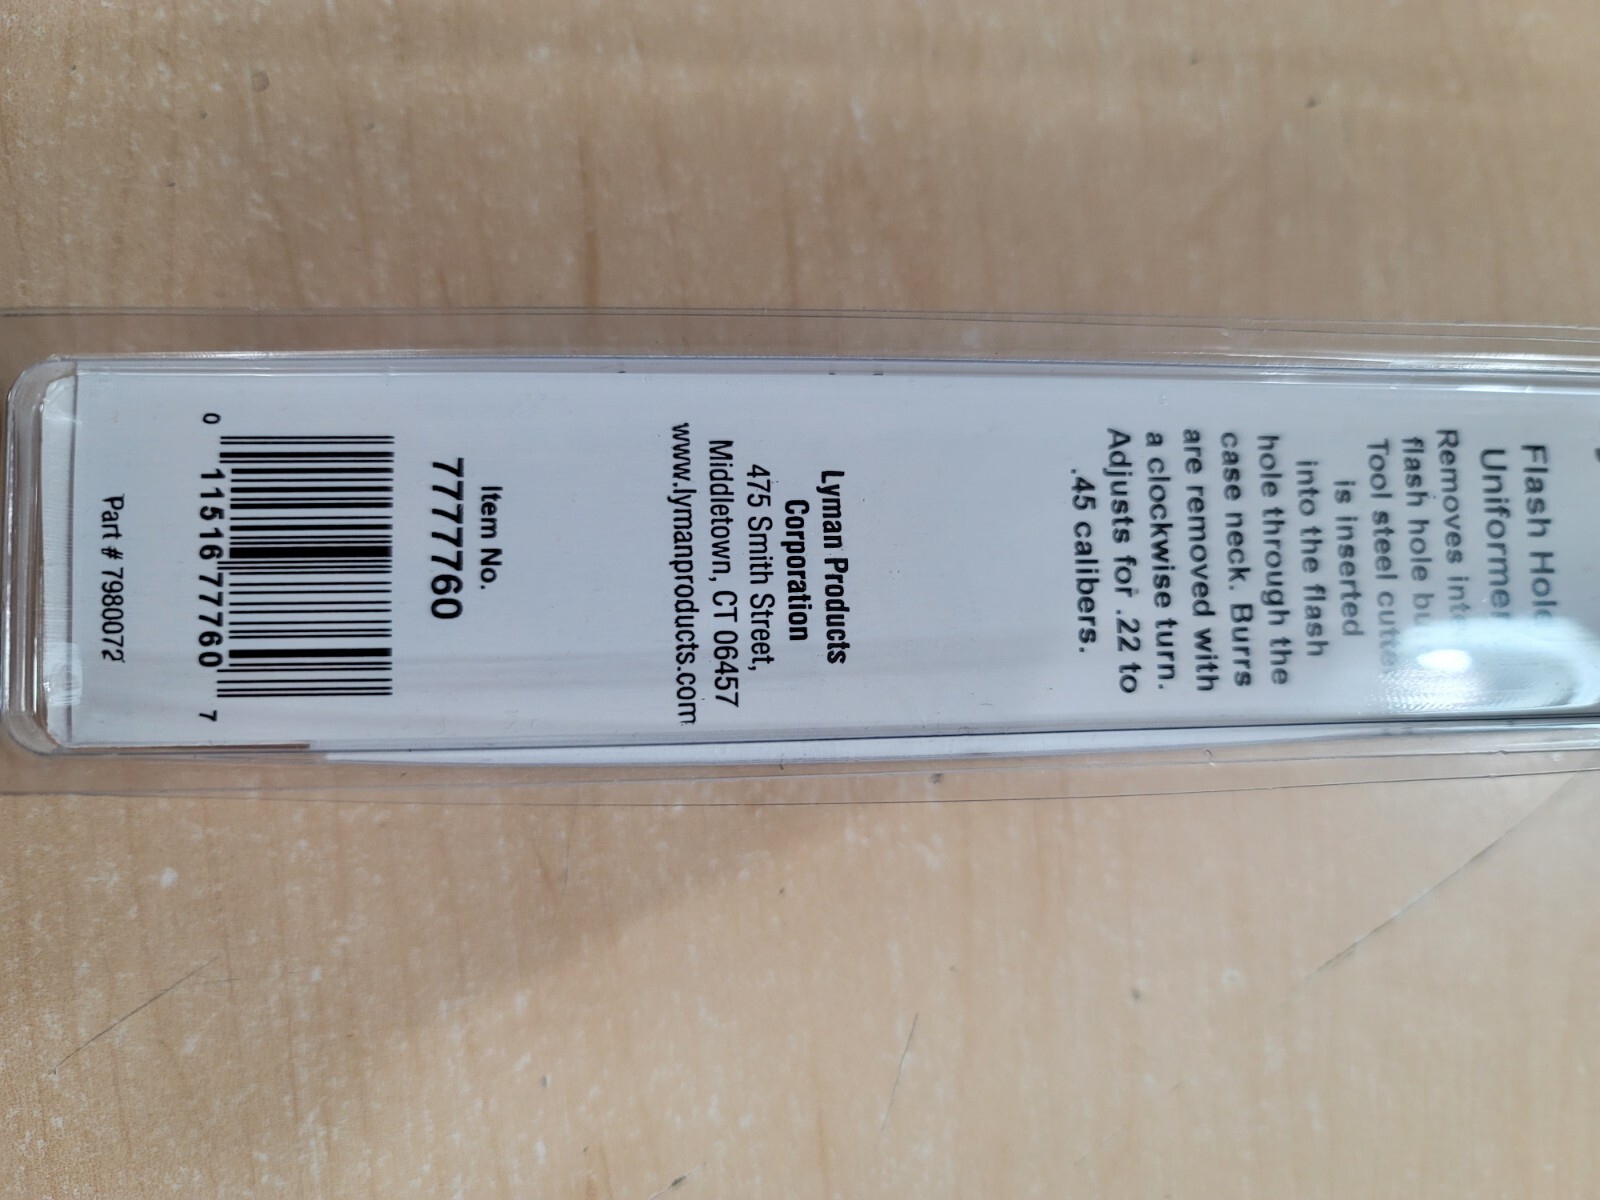 Flash Hole
Uniformer
Removes
flash hole
Tool steel cutter
is inserted
into the flash
hole through the
case neck. Burrs
are removed with
a clockwise turn.
Adjusts for .22 to
.45 calibers.
Lyman Products
Corporation
475 Smith Street,
Middletown, CT 06457
www.lymanproducts.com
Item No.
7777760
0 11516 77760 7
Part # 7980072